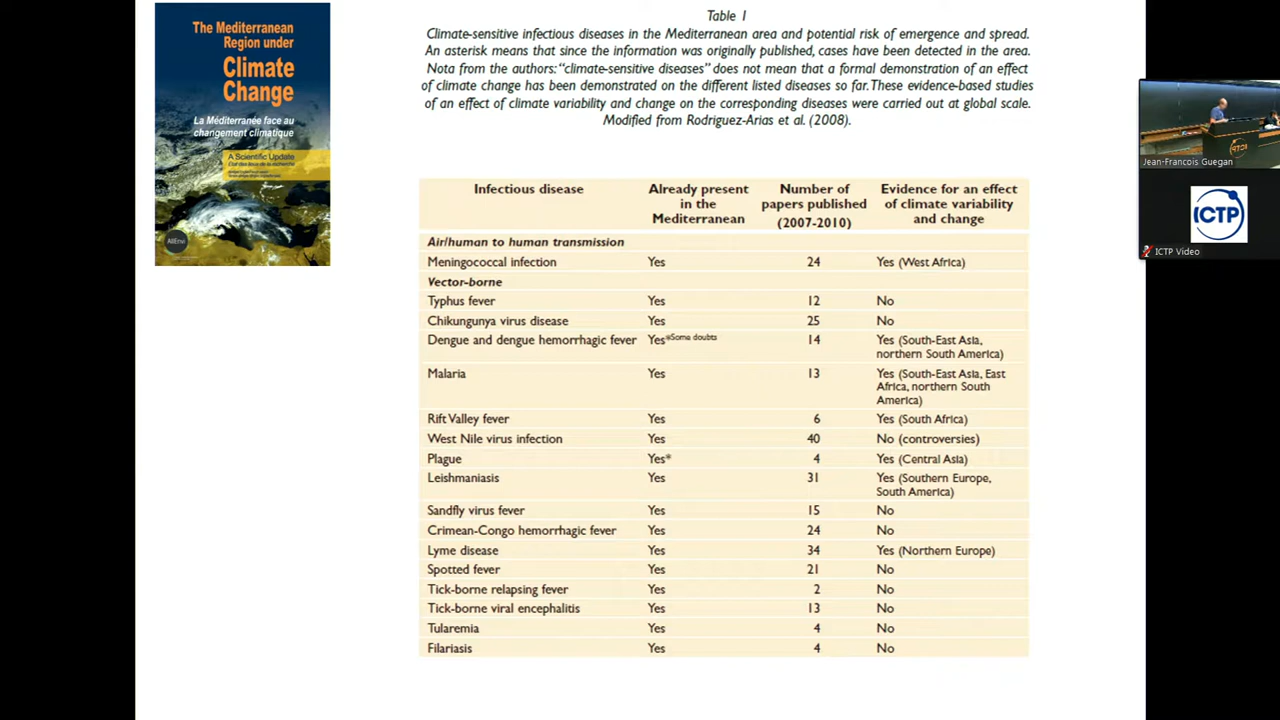 The Mediterranean
Region under
Climate
Change
La Méditerranée face au
changement climatique
A Scientific Update
AllEnvi
Table 1
Climate-sensitive infectious diseases in the Mediterranean area and potential risk of emergence and spread.
An asterisk means that since the information was originally published, cases have been detected in the area.
Nota from the authors: “climate-sensitive diseases” does not mean that a formal demonstration of an effect
of climate change has been demonstrated on the different listed diseases so far. These evidence-based studies
of an effect of climate variability and change on the corresponding diseases were carried out at global scale.
Modified from Rodriguez-Arias et al. (2008).
Infectious disease Already present in the Mediterranean Number of papers published (2007-2010) Evidence for an effect of climate variability and change
Air/human to human transmission
Meningococcal infection Yes 24 Yes (West Africa)
Vector-borne
Typhus fever Yes 12 No
Chikungunya virus disease Yes 25 No
Dengue and dengue hemorrhagic fever Yes*Some doubts 14 Yes (South-East Asia,
northern South America)
Malaria Yes 13 Yes (South-East Asia, East
Africa, northern South
America)
Rift Valley fever Yes 6 Yes (South Africa)
West Nile virus infection Yes 40 No (controversies)
Plague Yes* 4 Yes (Central Asia)
Leishmaniasis Yes 31 Yes (Southern Europe,
South America)
Sandfly virus fever Yes 15 No
Crimean-Congo hemorrhagic fever Yes 24 No
Lyme disease Yes 34 Yes (Northern Europe)
Spotted fever Yes 21 No
Tick-borne relapsing fever Yes 2 No
Tick-borne viral encephalitis Yes 13 No
Tularemia Yes 4 No
Filariasis Yes 4 No
Jean-Francois Guegan
ICTP
ICTP Video